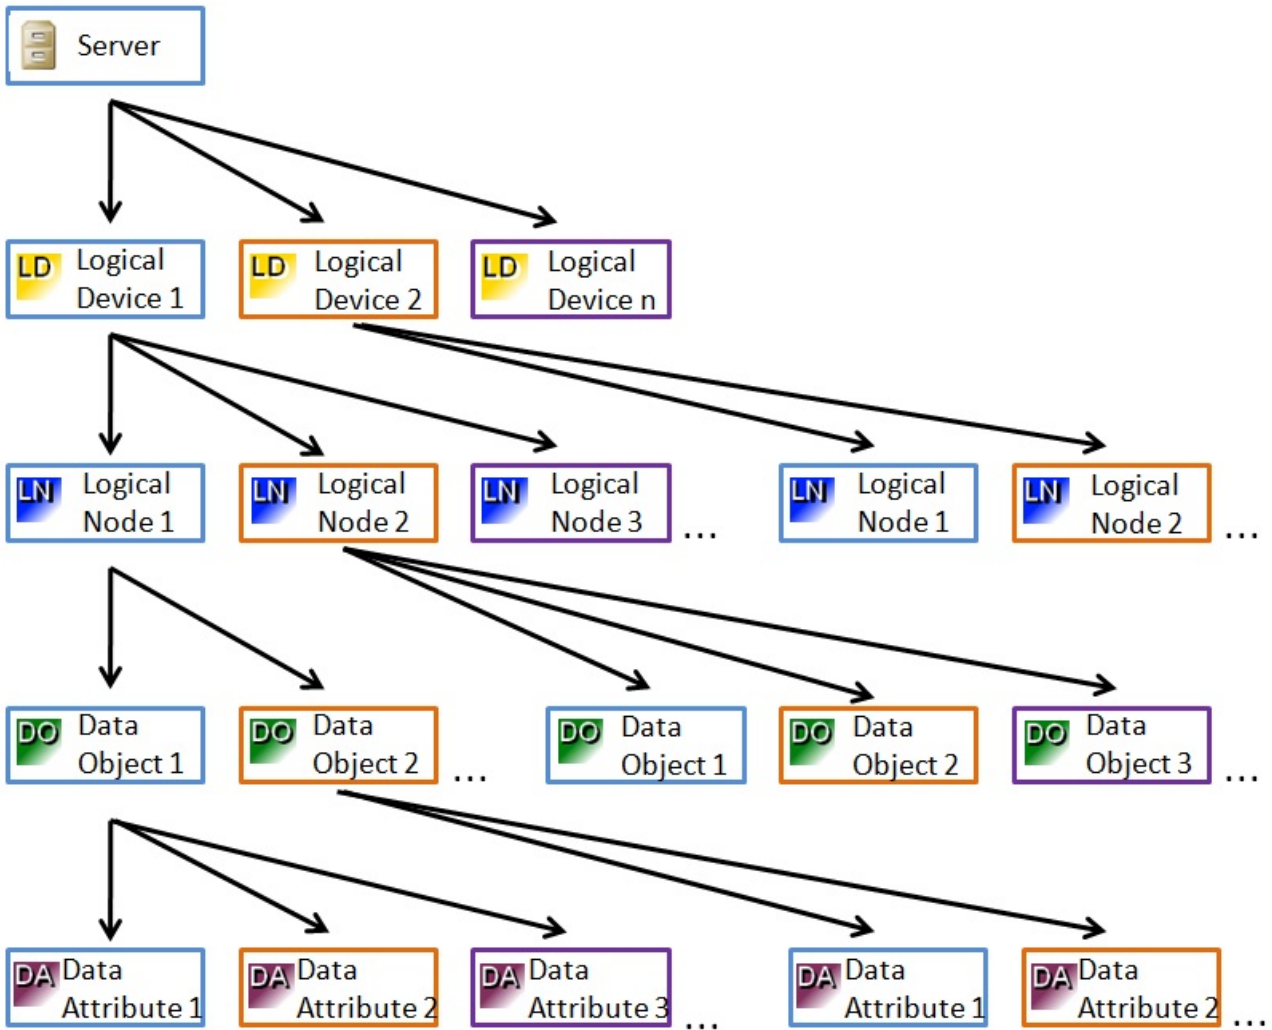 Server
LD Logical
Device 1
LD Logical
Device 2
LD Logical
Device n
LN Logical
Node 1
LN Logical
Node 2
LN Logical
Node 3
...
LN Logical
Node 1
LN Logical
Node 2
...
DO Data
Object 1
DO Data
Object 2
...
DO Data
Object 1
DO Data
Object 2
DO Data
Object 3
...
DA Data
Attribute 1
DA Data
Attribute 2
DA Data
Attribute 3
...
DA Data
Attribute 1
DA Data
Attribute 2
...